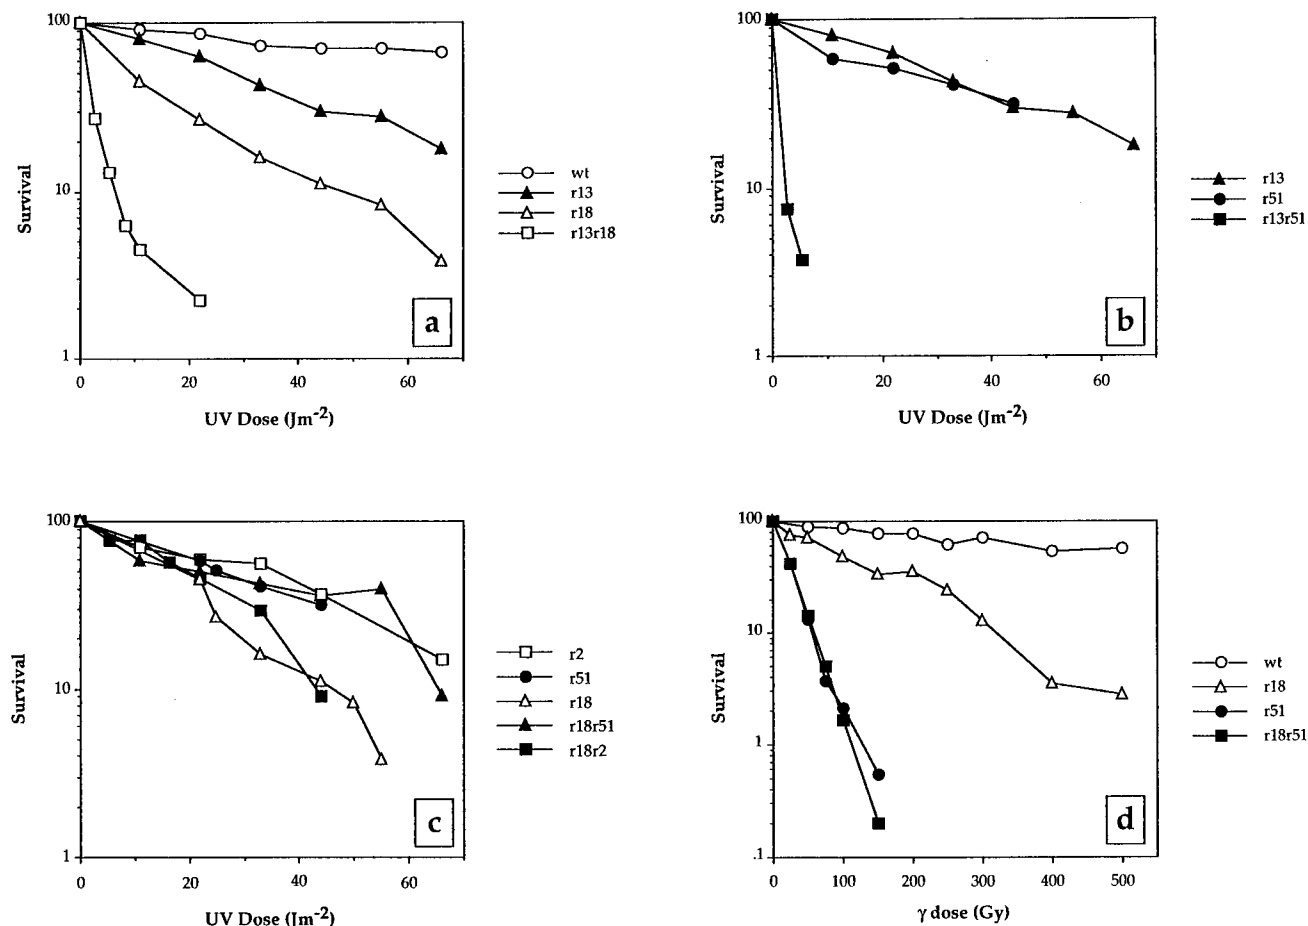 100
10
1
Survival
0
20
40
60
UV Dose (Jm-2)
wt
r13
r18
r13r18
a
100
10
1
Survival
0
20
40
60
UV Dose (Jm-2)
r13
r51
r13r51
b
100
10
1
Survival
0
20
40
60
UV Dose (Jm-2)
r2
r51
r18
r18r51
r18r2
c
100
10
1
.1
Survival
0
100
200
300
400
500
γ dose (Gy)
wt
r18
r51
r18r51
d